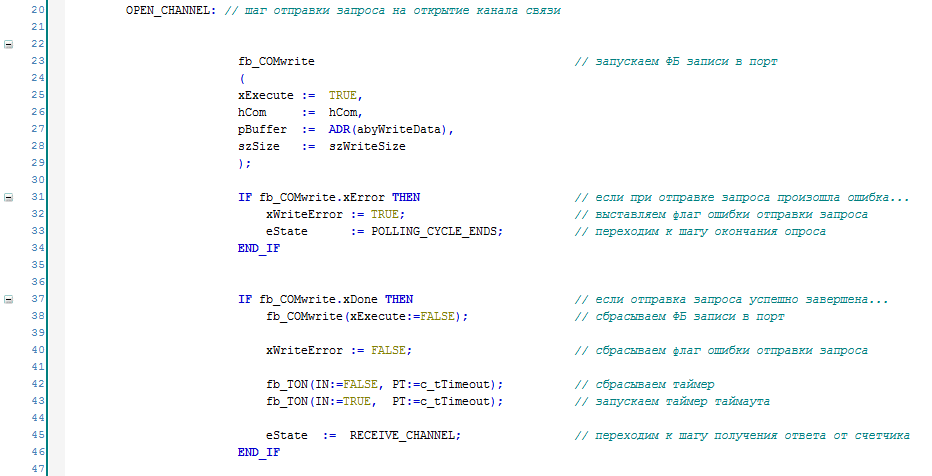 20 OPEN_CHANNEL: // шаг отправки запроса на открытие канала связи
21
22
23 fb_COMwrite // запускаем ФБ записи в порт
24 (
25 xExecute := TRUE,
26 hCom := hCom,
27 pBuffer := ADR(abyWriteData),
28 szSize := szWriteSize
29 );
30
31 IF fb_COMwrite.xError THEN // если при отправке запроса произошла ошибка...
32 xWriteError := TRUE; // выставляем флаг ошибки отправки запроса
33 eState := POLLING_CYCLE_ENDS; // переходим к шагу окончания опроса
34 END_IF
35
36
37 IF fb_COMwrite.xDone THEN // если отправка запроса успешно завершена...
38 fb_COMwrite(xExecute:=FALSE); // сбрасываем ФБ записи в порт
39
40 xWriteError := FALSE; // сбрасываем флаг ошибки отправки запроса
41
42 fb_TON(IN:=FALSE, PT:=c_tTimeout); // сбрасываем таймер
43 fb_TON(IN:=TRUE, PT:=c_tTimeout); // запускаем таймер таймаута
44
45 eState := RECEIVE_CHANNEL; // переходим к шагу получения ответа от счетчика
46 END_IF
47